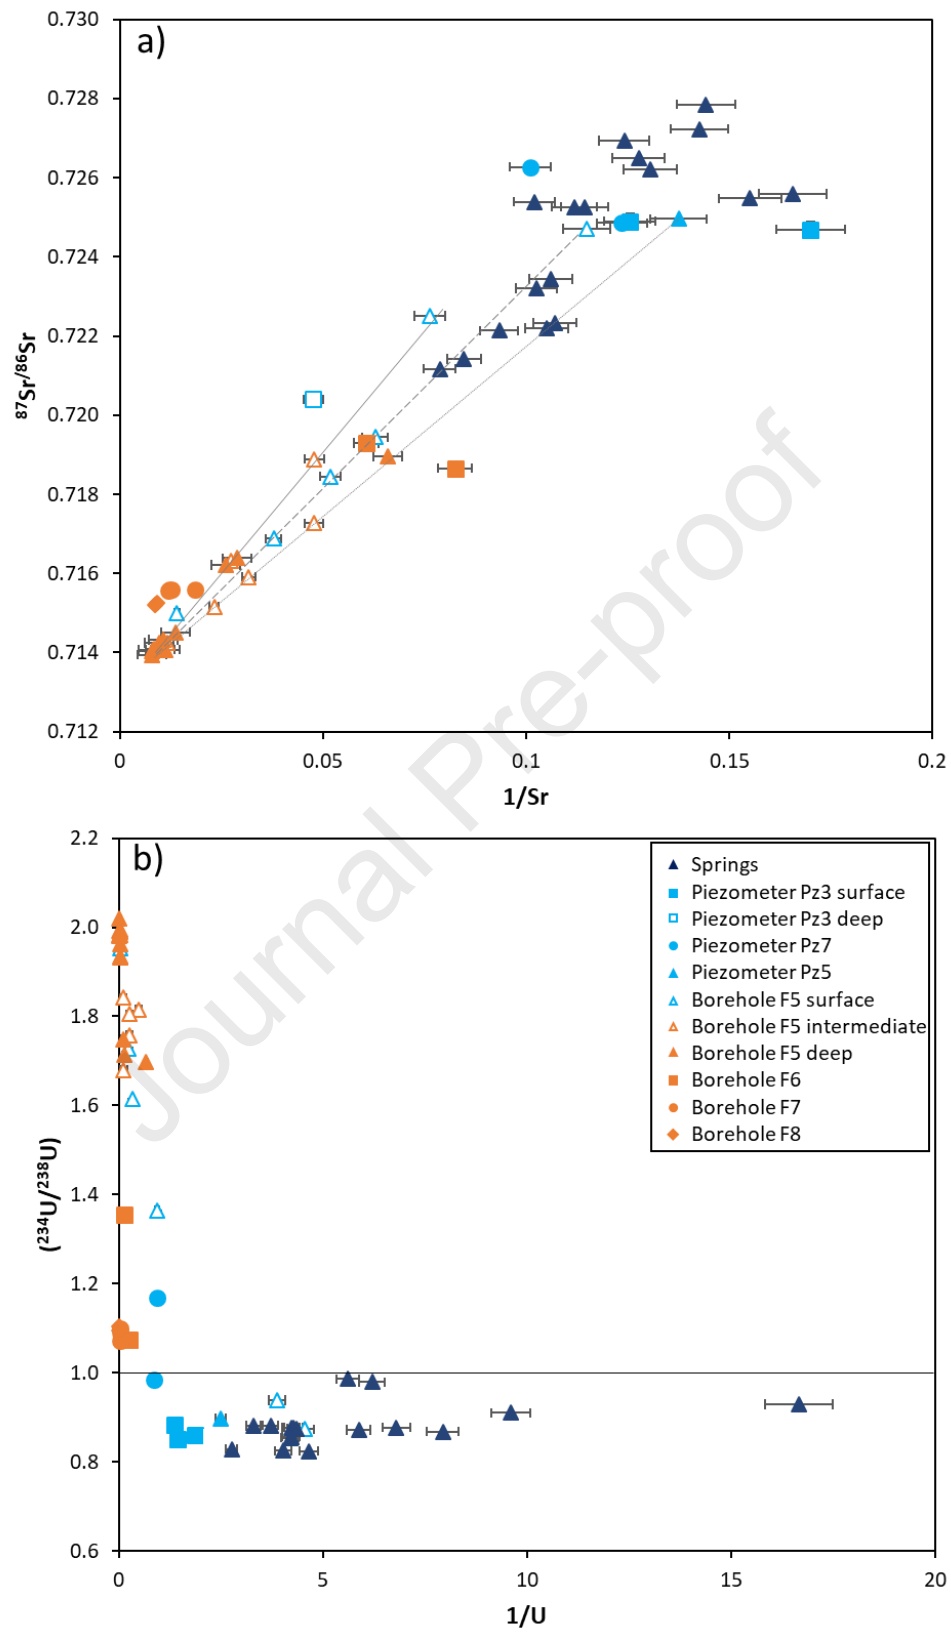 a)
0.730
0.728
0.726
0.724
0.722
0.720
0.718
0.716
0.714
0.712
⁸⁷Sr/⁸⁶Sr
0
0.05
0.1
0.15
0.2
1/Sr
Journal Pre-proof
b)
2.2
2.0
1.8
1.6
1.4
1.2
1.0
0.8
0.6
(²³⁴U/²³⁸U)
Springs
Piezometer Pz3 surface
Piezometer Pz3 deep
Piezometer Pz7
Piezometer Pz5
Borehole F5 surface
Borehole F5 intermediate
Borehole F5 deep
Borehole F6
Borehole F7
Borehole F8
0
5
10
15
20
1/U